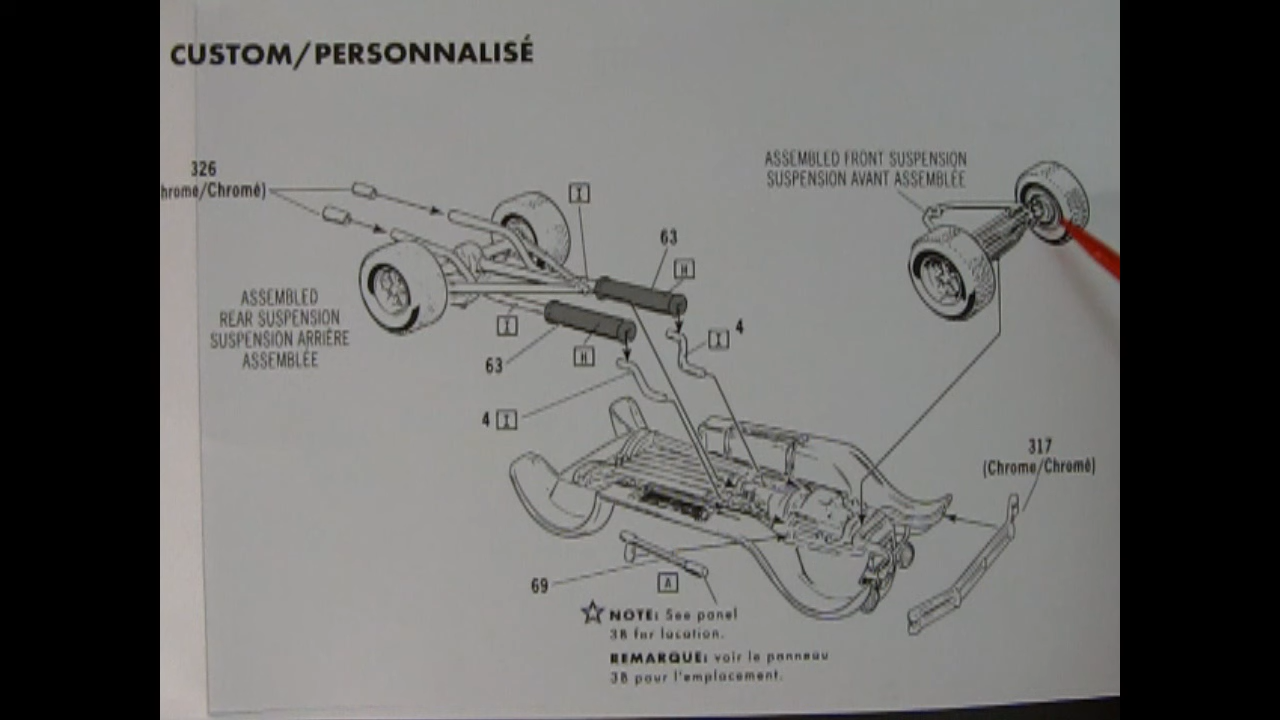 CUSTOM/PERSONNALISÉ
326
hrome/Chromé)
ASSEMBLED
REAR SUSPENSION
SUSPENSION ARRIÈRE
ASSEMBLÉE
I
63
H
I
63
H
4
I
4 I
ASSEMBLED FRONT SUSPENSION
SUSPENSION AVANT ASSEMBLÉE
317
(Chrome/Chromé)
69
A
NOTE: See panel
38 for location.
REMARQUE: voir le panneau
38 pour l'emplacement.